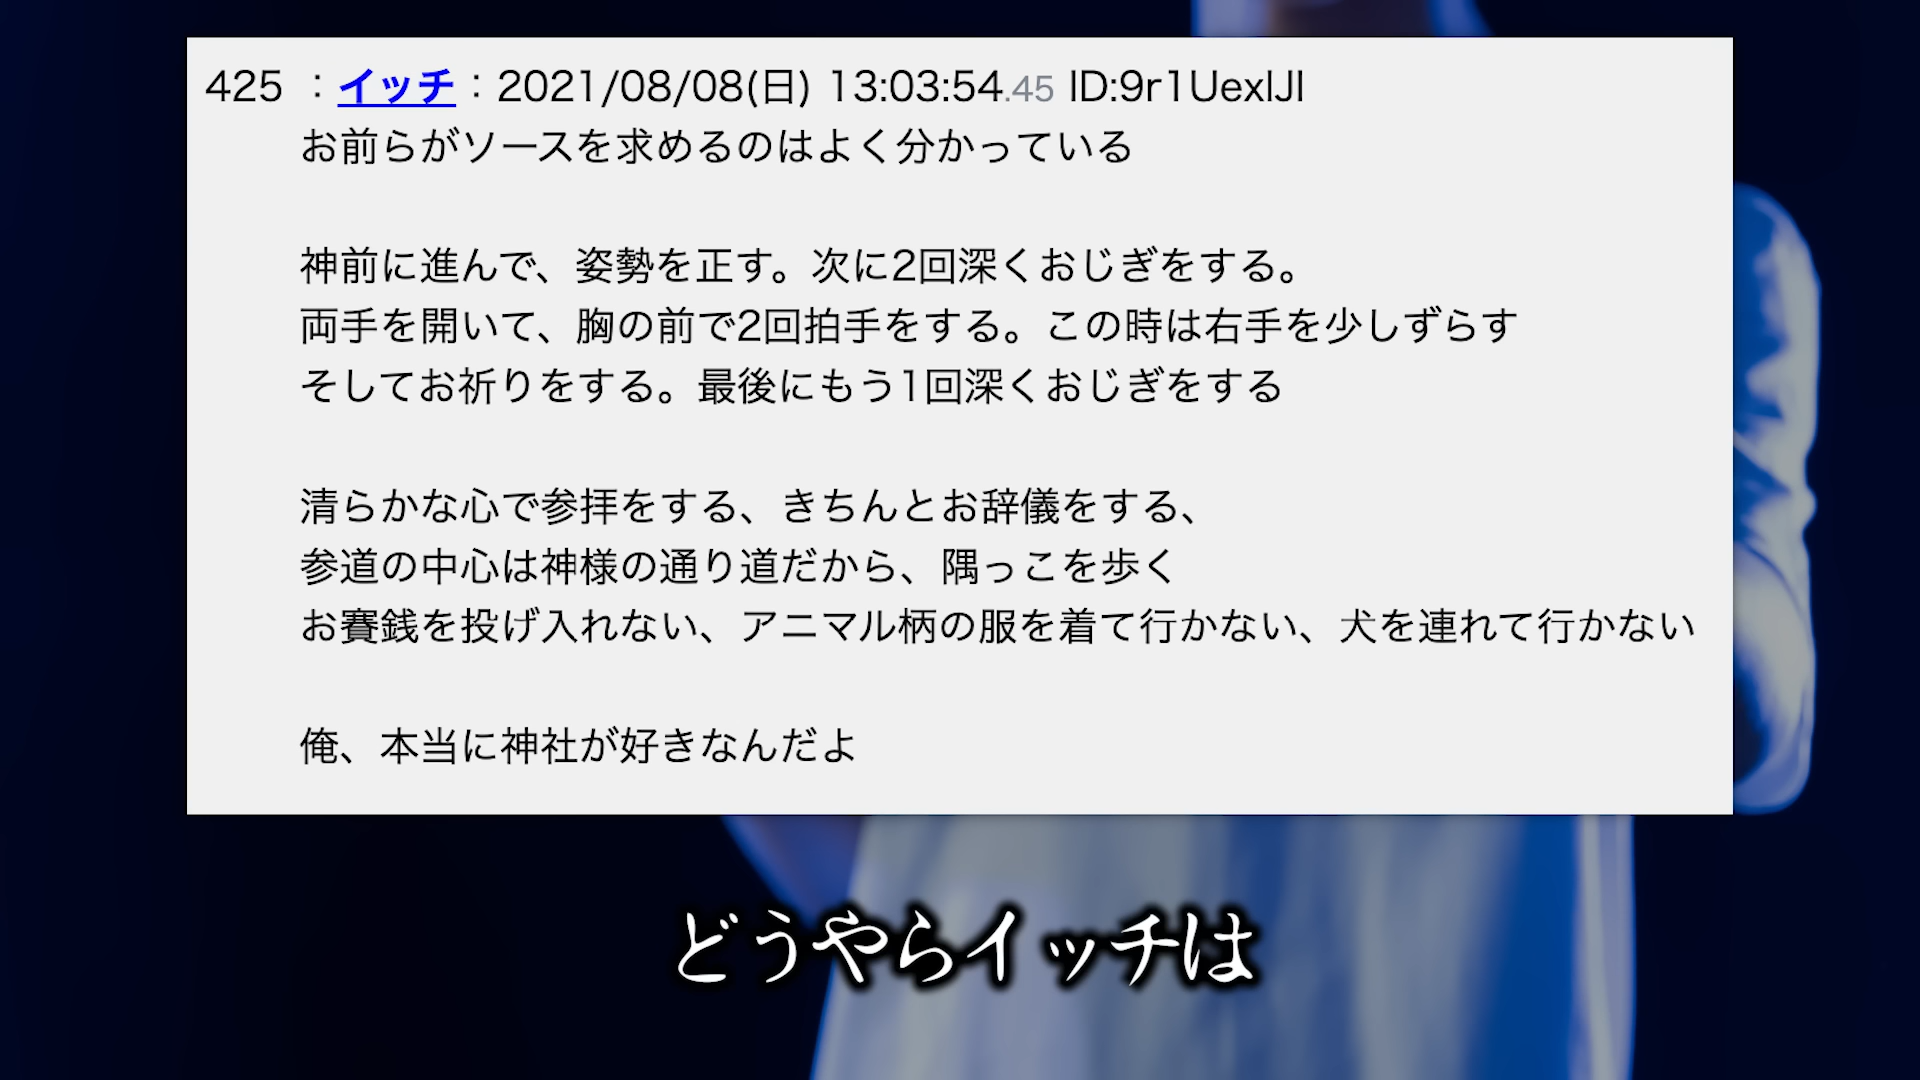 425 ：イッチ：2021/08/08(日) 13:03:54.45 ID:9r1UexlJI
お前らがソースを求めるのはよく分かっている
神前に進んで、姿勢を正す。次に2回深くおじぎをする。
両手を開いて、胸の前で2回拍手をする。この時は右手を少しずらす
そしてお祈りをする。最後にもう1回深くおじぎをする
清らかな心で参拝をする、きちんとお辞儀をする、
参道の中心は神様の通り道だから、隅っこを歩く
お賽銭を投げ入れない、アニマル柄の服を着て行かない、犬を連れて行かない
俺、本当に神社が好きなんだよ
どうやらイッチは